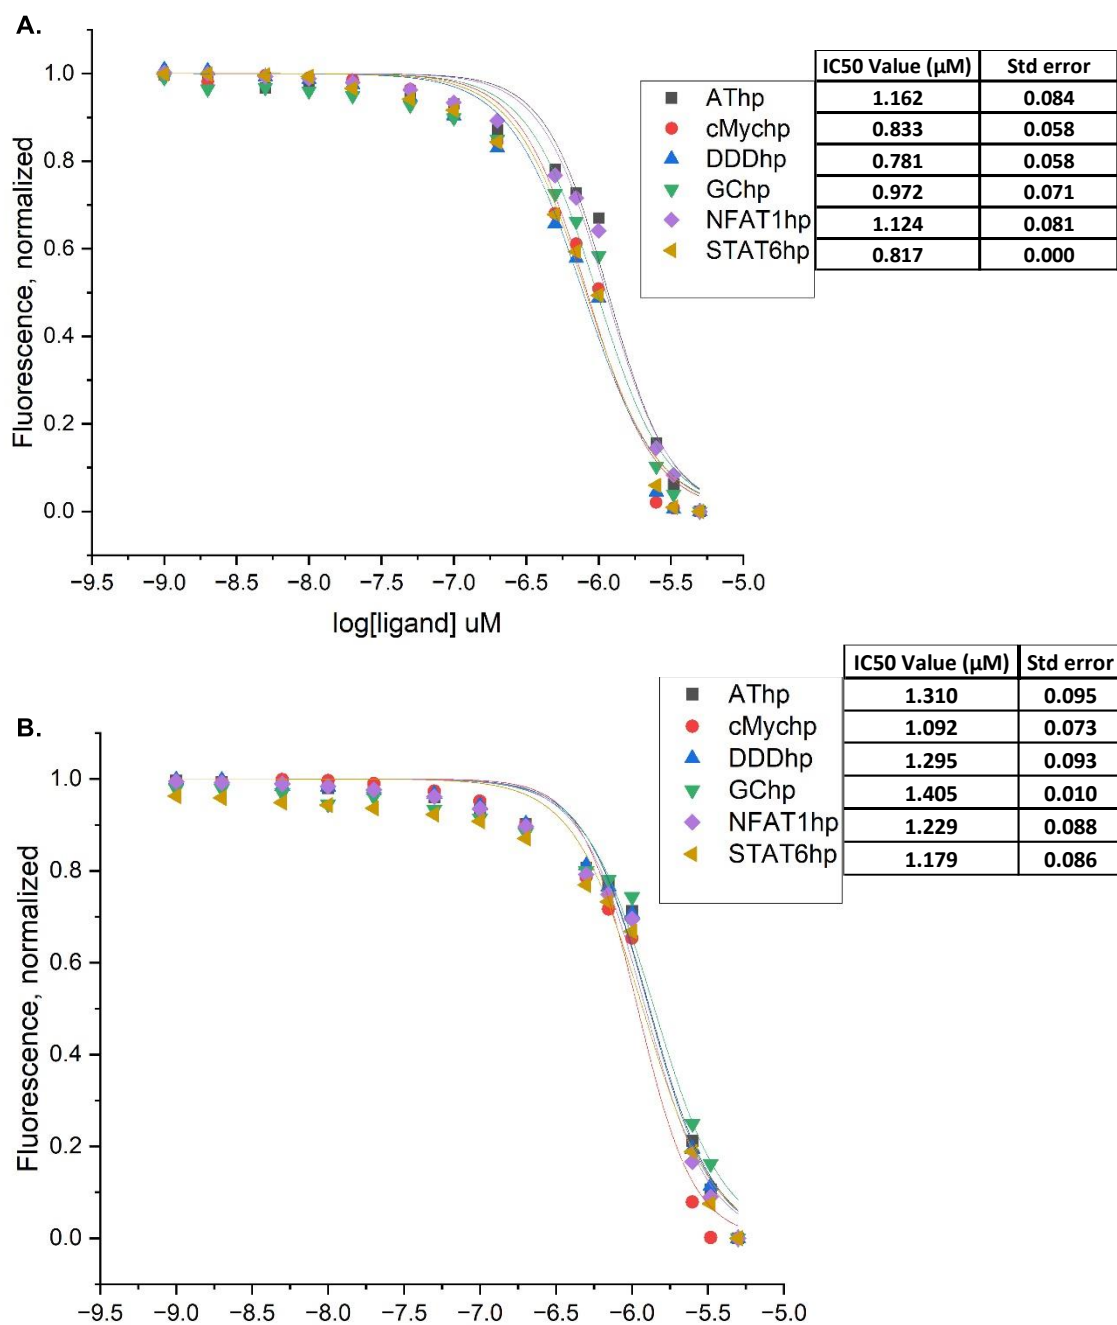 A.
IC50 Value (µM) Std error
AThp 1.162 0.084
cMychp 0.833 0.058
DDDhp 0.781 0.058
GChp 0.972 0.071
NFAT1hp 1.124 0.081
STAT6hp 0.817 0.000
Fluorescence, normalized
1.0
0.8
0.6
0.4
0.2
0.0
−9.5 −9.0 −8.5 −8.0 −7.5 −7.0 −6.5 −6.0 −5.5 −5.0
log[ligand] uM
B.
IC50 Value (µM) Std error
AThp 1.310 0.095
cMychp 1.092 0.073
DDDhp 1.295 0.093
GChp 1.405 0.010
NFAT1hp 1.229 0.088
STAT6hp 1.179 0.086
Fluorescence, normalized
1.0
0.8
0.6
0.4
0.2
0.0
−9.5 −9.0 −8.5 −8.0 −7.5 −7.0 −6.5 −6.0 −5.5 −5.0